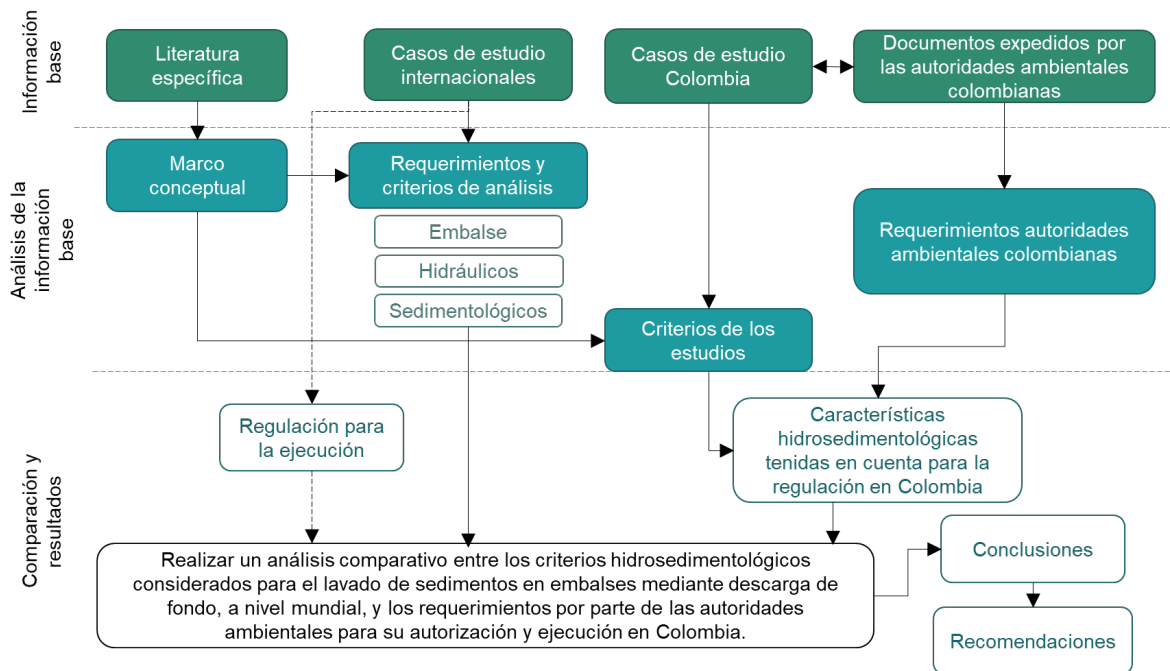 Información
base
Literatura
específica
Casos de estudio
internacionales
Casos de estudio
Colombia
Documentos expedidos por
las autoridades ambientales
colombianas
Análisis de la
información
base
Marco
conceptual
Requerimientos y
criterios de análisis
Embalse
Hidráulicos
Sedimentológicos
Criterios de los
estudios
Requerimientos autoridades
ambientales colombianas
Comparación y
resultados
Regulación para
la ejecución
Características
hidrosedimentológicas
tenidas en cuenta para la
regulación en Colombia
Realizar un análisis comparativo entre los criterios hidrosedimentológicos
considerados para el lavado de sedimentos en embalses mediante descarga de
fondo, a nivel mundial, y los requerimientos por parte de las autoridades
ambientales para su autorización y ejecución en Colombia.
Conclusiones
Recomendaciones